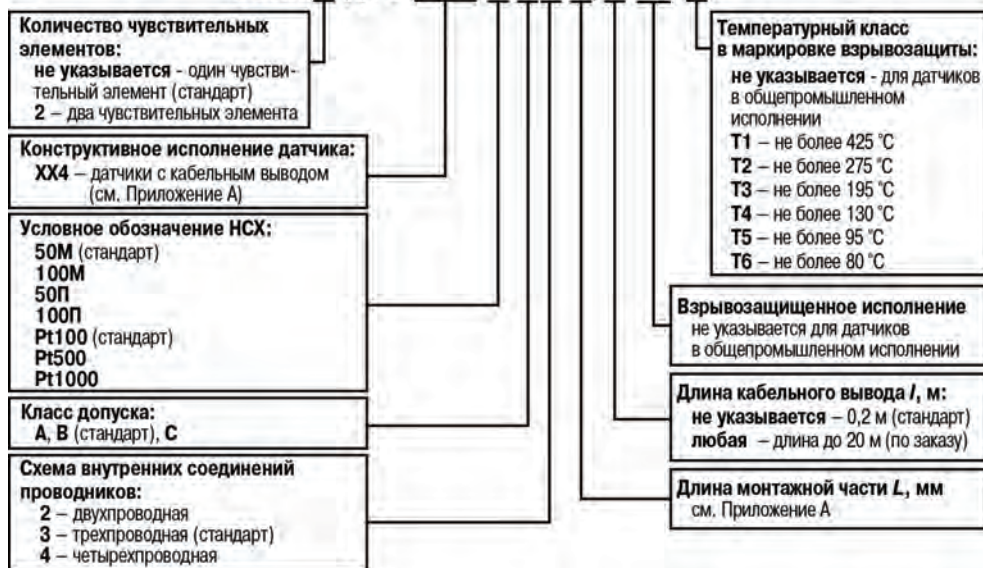 Количество чувствительных
элементов:
не указывается - один чувстви-
тельный элемент (стандарт)
2 – два чувствительных элемента
Конструктивное исполнение датчика:
ХХ4 – датчики с кабельным выводом
(см. Приложение А)
Условное обозначение НСХ:
50М (стандарт)
100М
50П
100П
Pt100 (стандарт)
Pt500
Pt1000
Класс допуска:
А, В (стандарт), С
Схема внутренних соединений
проводников:
2 – двухпроводная
3 – трехпроводная (стандарт)
4 – четырехпроводная
Температурный класс
в маркировке взрывозащиты:
не указывается - для датчиков
в общепромышленном
исполнении
Т1 – не более 425 °С
Т2 – не более 275 °С
Т3 – не более 195 °С
Т4 – не более 130 °С
Т5 – не более 95 °С
Т6 – не более 80 °С
Взрывозащищенное исполнение
не указывается для датчиков
в общепромышленном исполнении
Длина кабельного вывода l, м:
не указывается – 0,2 м (стандарт)
любая – длина до 20 м (по заказу)
Длина монтажной части L, мм
см. Приложение А